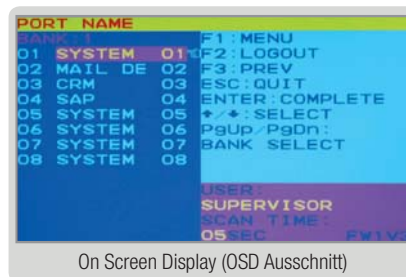 PORT NAME
BANK:1
01 SYSTEM 01
02 MAIL DE 02
03 CRM 03
04 SAP 04
05 SYSTEM 05
06 SYSTEM 06
07 SYSTEM 07
08 SYSTEM 08
F1:MENU
F2:LOGOUT
F3:PREV
ESC:QUIT
ENTER:COMPLETE
↑/↓:SELECT
PgUp/PgDn:
BANK SELECT
USER:
SUPERVISOR
SCAN TIME:
05SEC FW1V3
On Screen Display (OSD Ausschnitt)